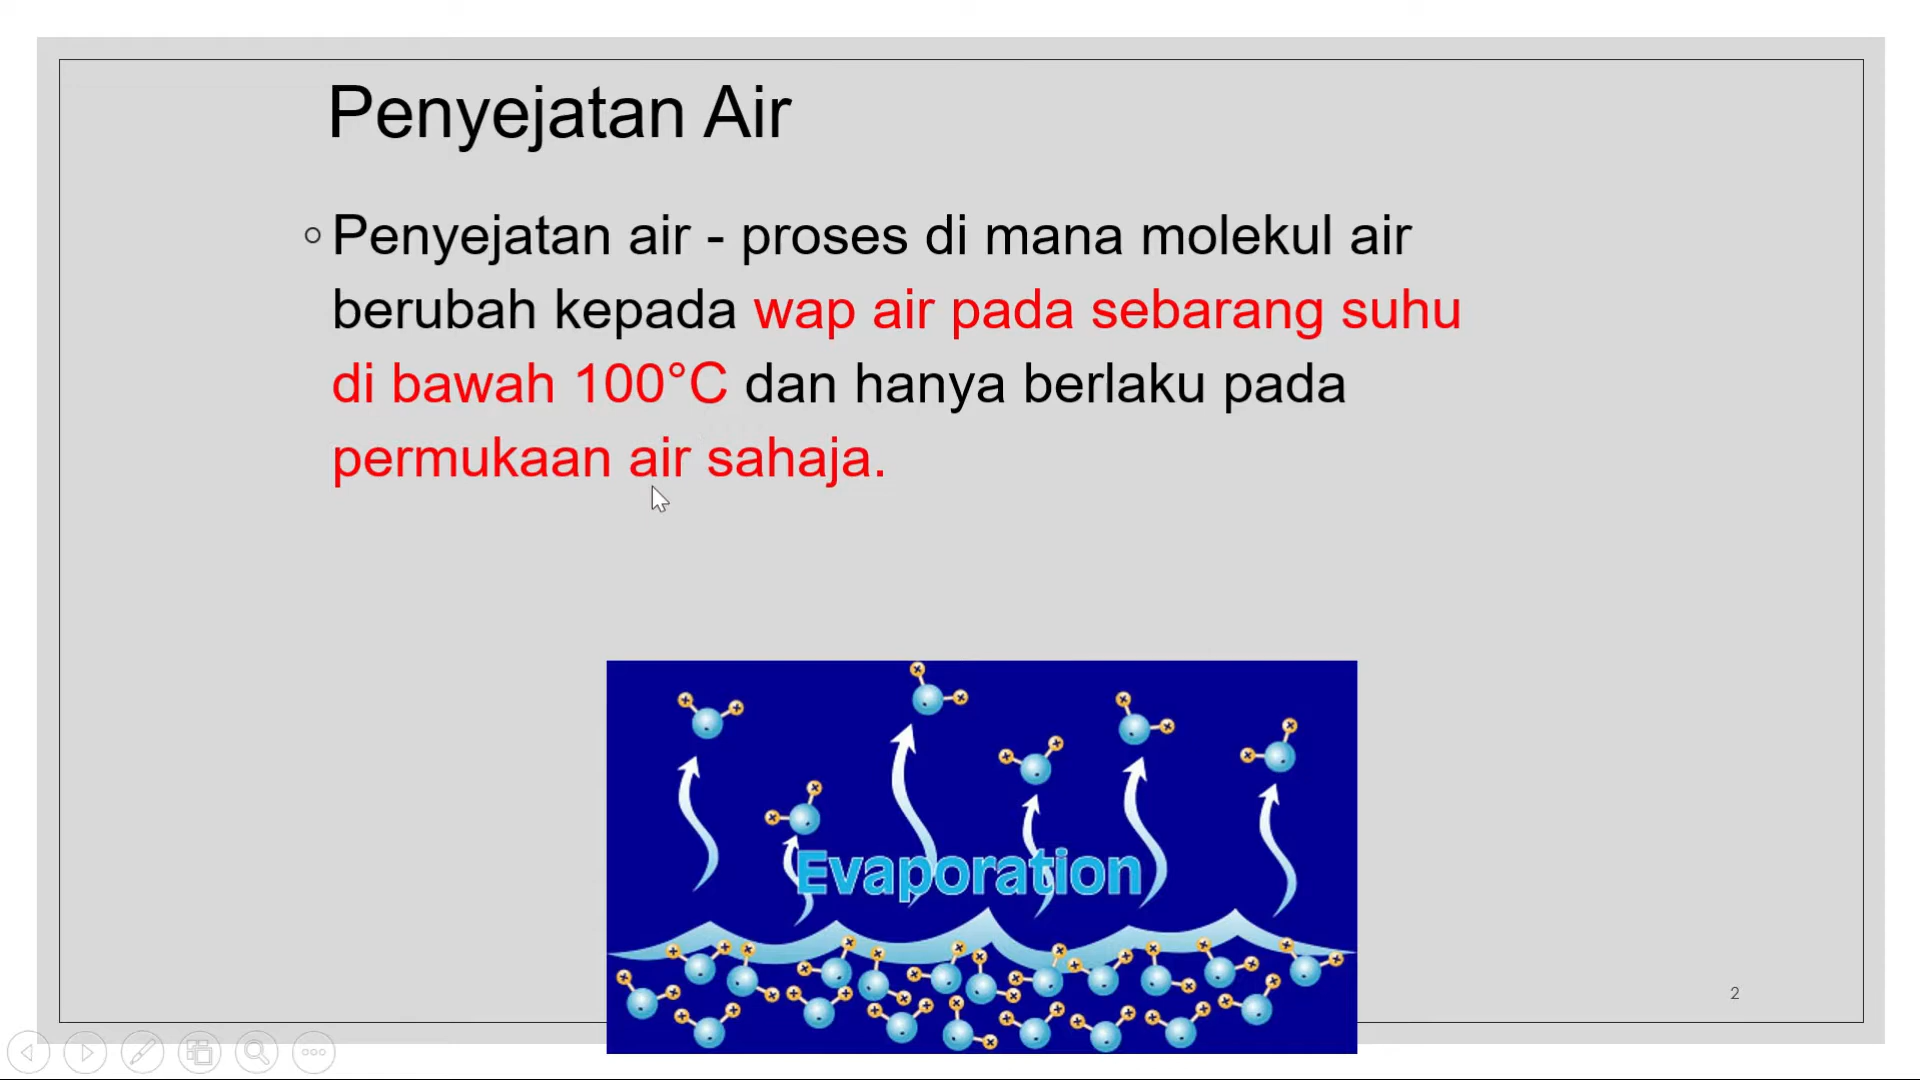 Penyejatan Air
Penyejatan air - proses di mana molekul air
berubah kepada wap air pada sebarang suhu
di bawah 100°C dan hanya berlaku pada
permukaan air sahaja.
Evaporation
2